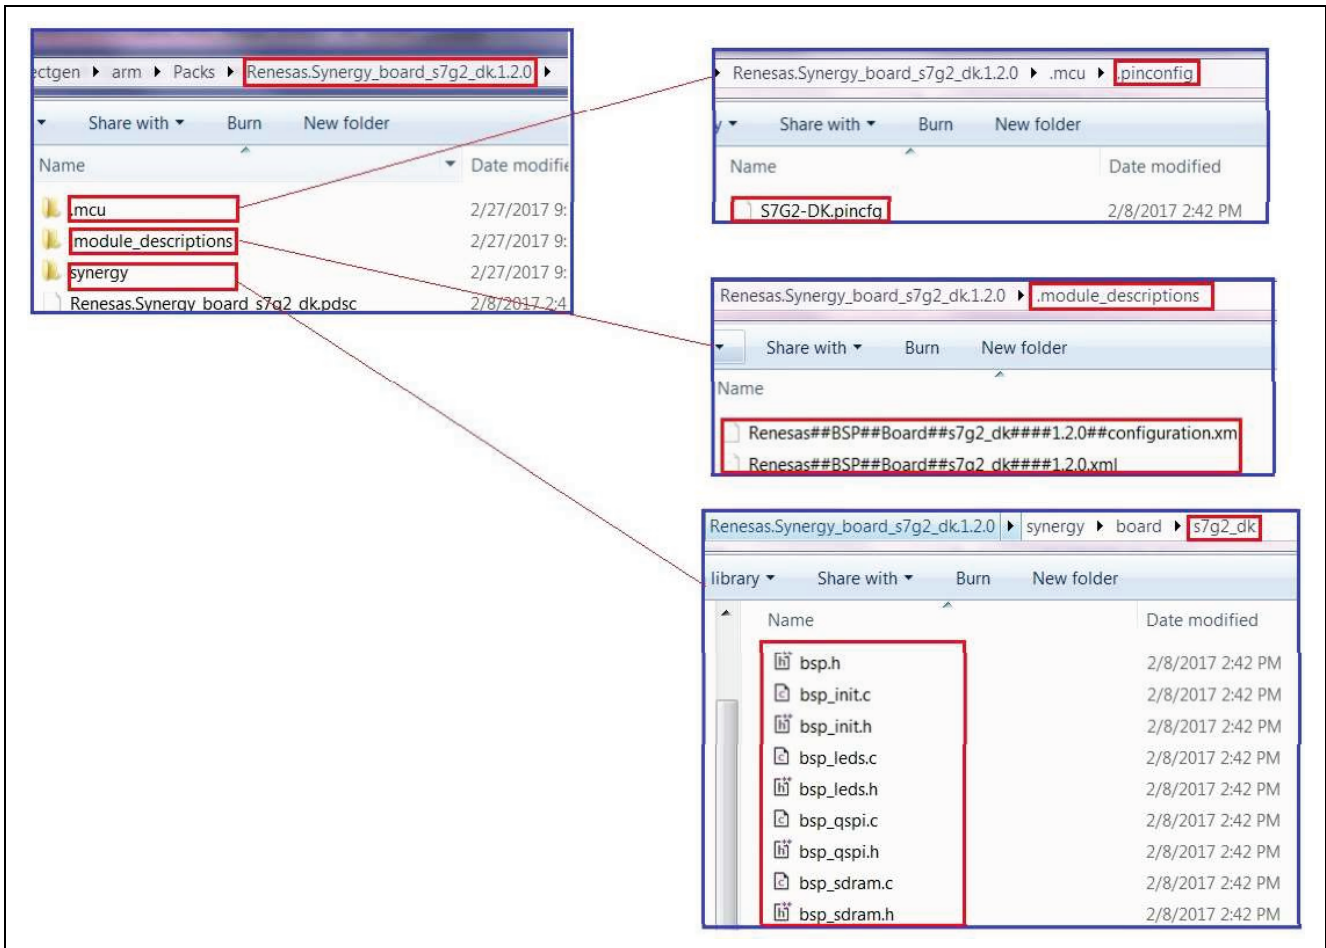 ectgen ▸ arm ▸ Packs ▸ Renesas.Synergy_board_s7g2_dk.1.2.0 ▸
Share with ▾ Burn New folder
Name Date modifie
.mcu 2/27/2017 9:
.module_descriptions 2/27/2017 9:
synergy 2/27/2017 9:
Renesas.Synergy_board_s7g2_dk.pdsc 2/8/2017 2:4
Renesas.Synergy_board_s7g2_dk.1.2.0 ▸ .mcu ▸ .pinconfig
y ▾ Share with ▾ Burn New folder
Name Date modified
S7G2-DK.pincfg 2/8/2017 2:42 PM
Renesas.Synergy_board_s7g2_dk.1.2.0 ▸ .module_descriptions
Share with ▾ Burn New folder
Name
Renesas##BSP##Board##s7g2_dk####1.2.0##configuration.xm
Renesas##BSP##Board##s7g2_dk####1.2.0.xml
Renesas.Synergy_board_s7g2_dk.1.2.0 ▸ synergy ▸ board ▸ s7g2_dk
library ▾ Share with ▾ Burn New folder
Name Date modified
bsp.h 2/8/2017 2:42 PM
bsp_init.c 2/8/2017 2:42 PM
bsp_init.h 2/8/2017 2:42 PM
bsp_leds.c 2/8/2017 2:42 PM
bsp_leds.h 2/8/2017 2:42 PM
bsp_qspi.c 2/8/2017 2:42 PM
bsp_qspi.h 2/8/2017 2:42 PM
bsp_sdram.c 2/8/2017 2:42 PM
bsp_sdram.h 2/8/2017 2:42 PM